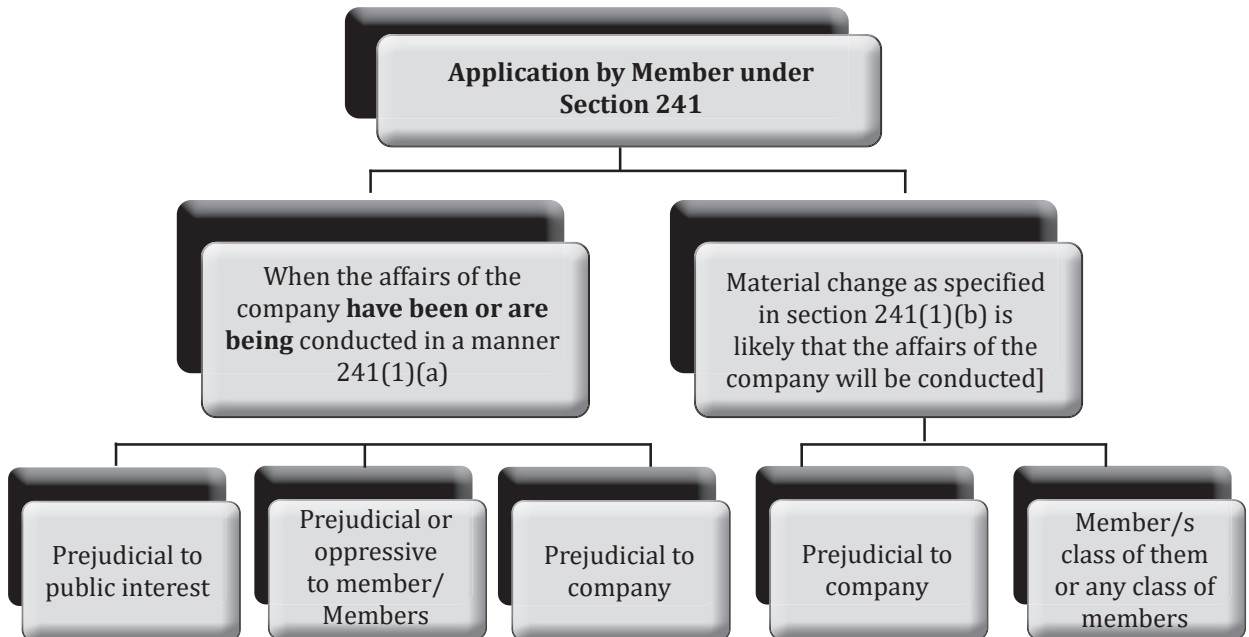 Application by Member under
Section 241
When the affairs of the
company have been or are
being conducted in a manner
241(1)(a)
Material change as specified
in section 241(1)(b) is
likely that the affairs of the
company will be conducted]
Prejudicial to
public interest
Prejudicial or
oppressive
to member/
Members
Prejudicial to
company
Prejudicial to
company
Member/s
class of them
or any class of
members